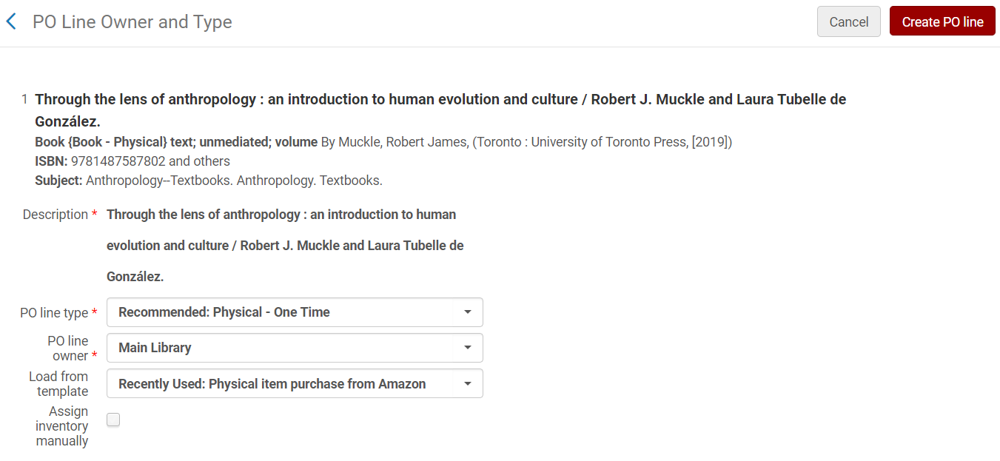 PO Line Owner and Type
Cancel
Create PO line
1 Through the lens of anthropology : an introduction to human evolution and culture / Robert J. Muckle and Laura Tubelle de
González.
Book {Book - Physical} text; unmediated; volume By Muckle, Robert James, (Toronto : University of Toronto Press, [2019])
ISBN: 9781487587802 and others
Subject: Anthropology--Textbooks. Anthropology. Textbooks.
Description * Through the lens of anthropology : an introduction to human
evolution and culture / Robert J. Muckle and Laura Tubelle de
González.
PO line type * Recommended: Physical - One Time
PO line
owner * Main Library
Load from
template Recently Used: Physical item purchase from Amazon
Assign
inventory
manually